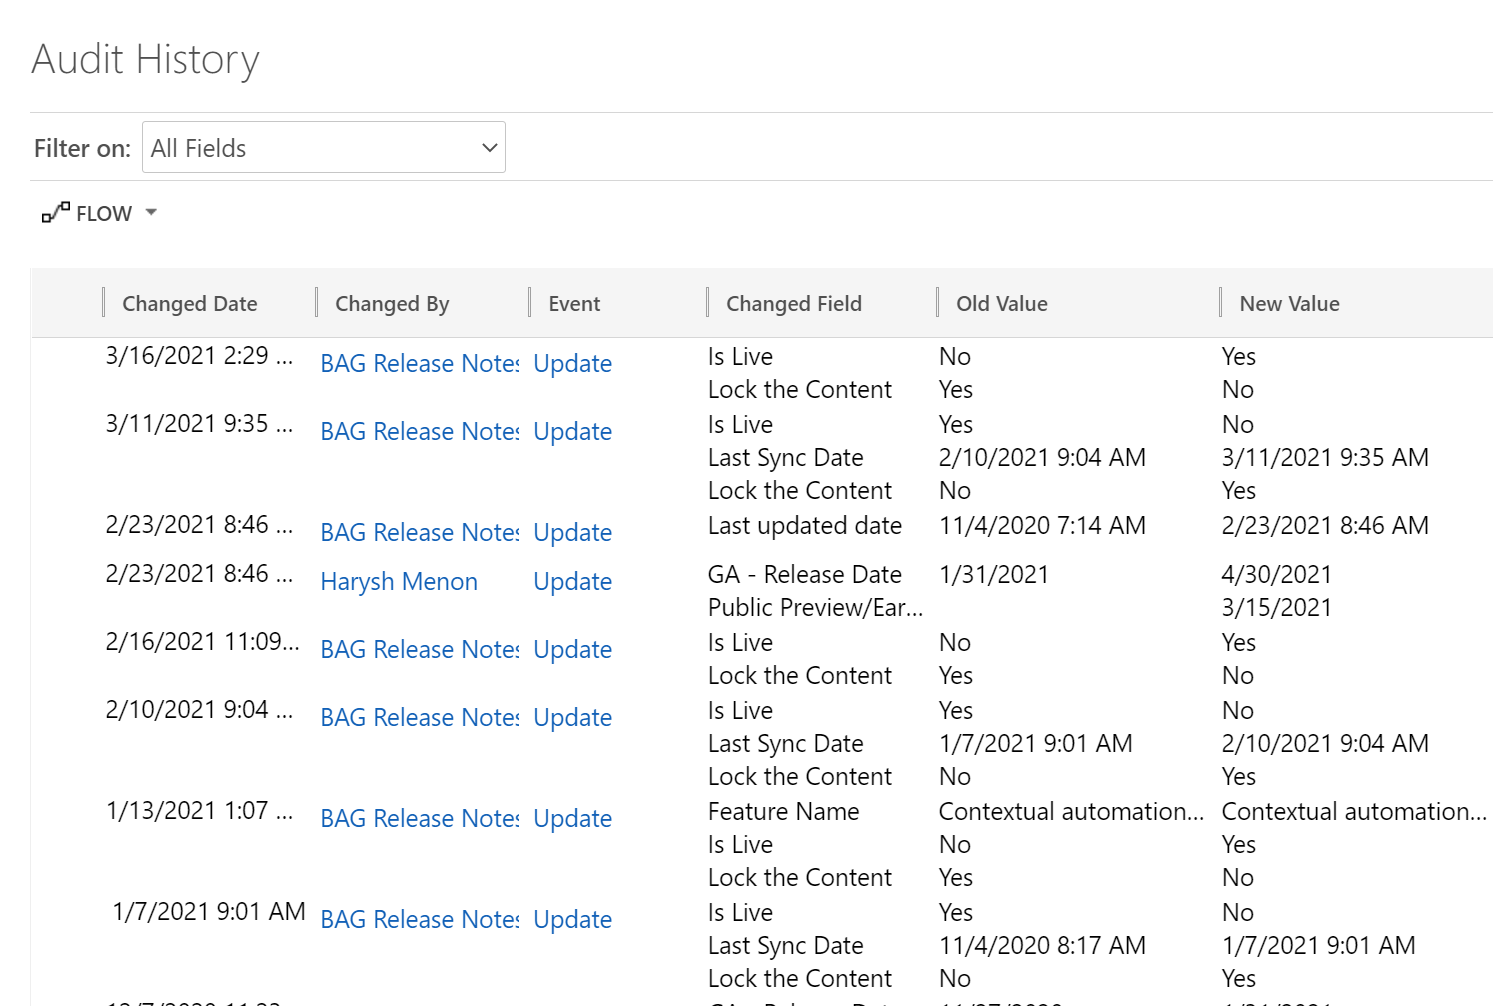 Audit History
Filter on: All Fields
FLOW
Changed Date Changed By Event Changed Field Old Value New Value
3/16/2021 2:29 ... BAG Release Notes Update Is Live No Yes
Lock the Content Yes No
3/11/2021 9:35 ... BAG Release Notes Update Is Live Yes No
Last Sync Date 2/10/2021 9:04 AM 3/11/2021 9:35 AM
Lock the Content No Yes
2/23/2021 8:46 ... BAG Release Notes Update Last updated date 11/4/2020 7:14 AM 2/23/2021 8:46 AM
2/23/2021 8:46 ... Harysh Menon Update GA - Release Date 1/31/2021 4/30/2021
Public Preview/Ear... 3/15/2021
2/16/2021 11:09... BAG Release Notes Update Is Live No Yes
Lock the Content Yes No
2/10/2021 9:04 ... BAG Release Notes Update Is Live Yes No
Last Sync Date 1/7/2021 9:01 AM 2/10/2021 9:04 AM
Lock the Content No Yes
1/13/2021 1:07 ... BAG Release Notes Update Feature Name Contextual automation... Contextual automation...
Is Live No Yes
Lock the Content Yes No
1/7/2021 9:01 AM BAG Release Notes Update Is Live Yes No
Last Sync Date 11/4/2020 8:17 AM 1/7/2021 9:01 AM
Lock the Content No Yes